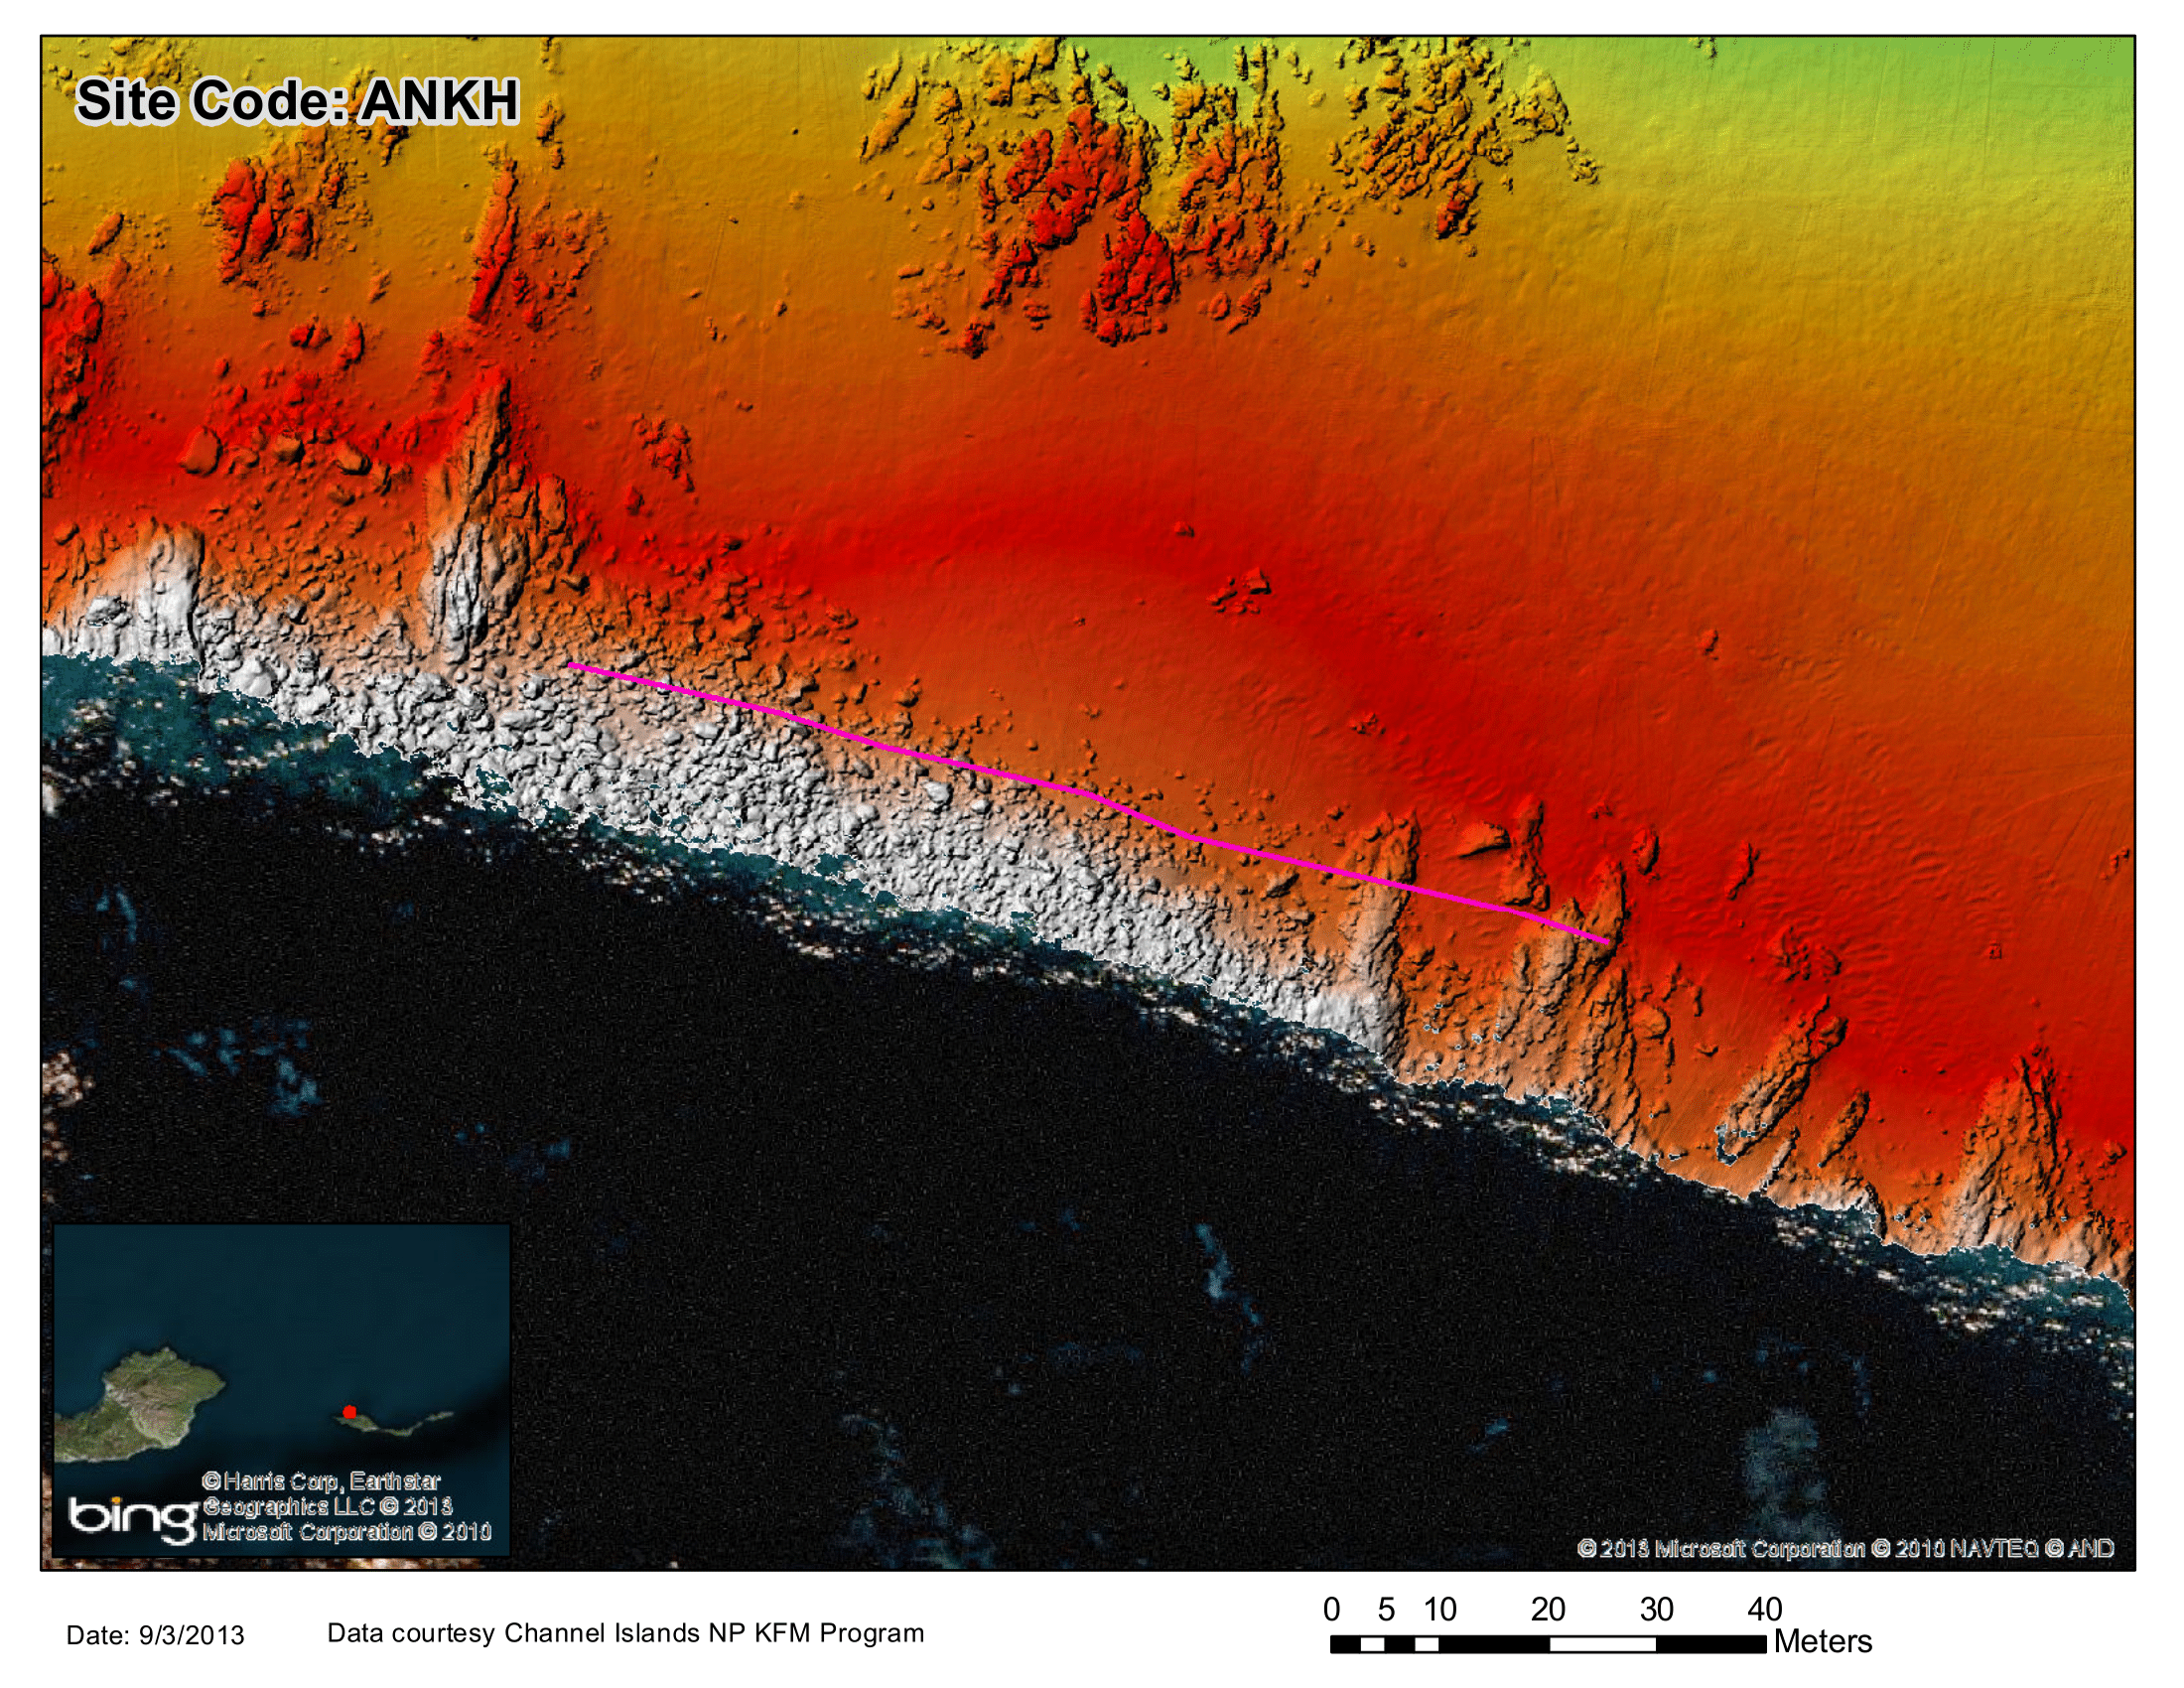 Site Code: ANKH
© Harris Corp, Earthstar
Geographics LLC © 2013
Microsoft Corporation © 2010
bing
© 2013 Microsoft Corporation © 2010 NAVTEQ © AND
0 5 10 20 30 40
Meters
Date: 9/3/2013
Data courtesy Channel Islands NP KFM Program